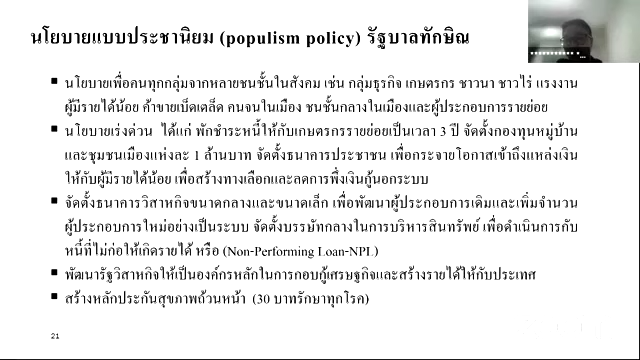 นโยบายแบบประชานิยม (populism policy) รัฐบาลทักษิณ
▪ นโยบายเพื่อคนทุกกลุ่มจากหลายชนชั้นในสังคม เช่น กลุ่มธุรกิจ เกษตรกร ชาวนา ชาวไร่ แรงงาน
ผู้มีรายได้น้อย ค้าขายเบ็ดเตล็ด คนจนในเมือง ชนชั้นกลางในเมืองและผู้ประกอบการรายย่อย
▪ นโยบายเร่งด่วน ได้แก่ พักชำระหนี้ให้กับเกษตรกรรายย่อยเป็นเวลา 3 ปี จัดตั้งกองทุนหมู่บ้าน
และชุมชนเมืองแห่งละ 1 ล้านบาท จัดตั้งธนาคารประชาชน เพื่อกระจายโอกาสเข้าถึงแหล่งเงิน
ให้กับผู้มีรายได้น้อย เพื่อสร้างทางเลือกและลดการพึ่งเงินกู้นอกระบบ
▪ จัดตั้งธนาคารวิสาหกิจขนาดกลางและขนาดเล็ก เพื่อพัฒนาผู้ประกอบการเดิมและเพิ่มจำนวน
ผู้ประกอบการใหม่อย่างเป็นระบบ จัดตั้งบรรษัทกลางในการบริหารสินทรัพย์ เพื่อดำเนินการกับ
หนี้ที่ไม่ก่อให้เกิดรายได้ หรือ (Non-Performing Loan-NPL)
▪ พัฒนารัฐวิสาหกิจให้เป็นองค์กรหลักในการกอบกู้เศรษฐกิจและสร้างรายได้ให้กับประเทศ
▪ สร้างหลักประกันสุขภาพถ้วนหน้า (30 บาทรักษาทุกโรค)
21